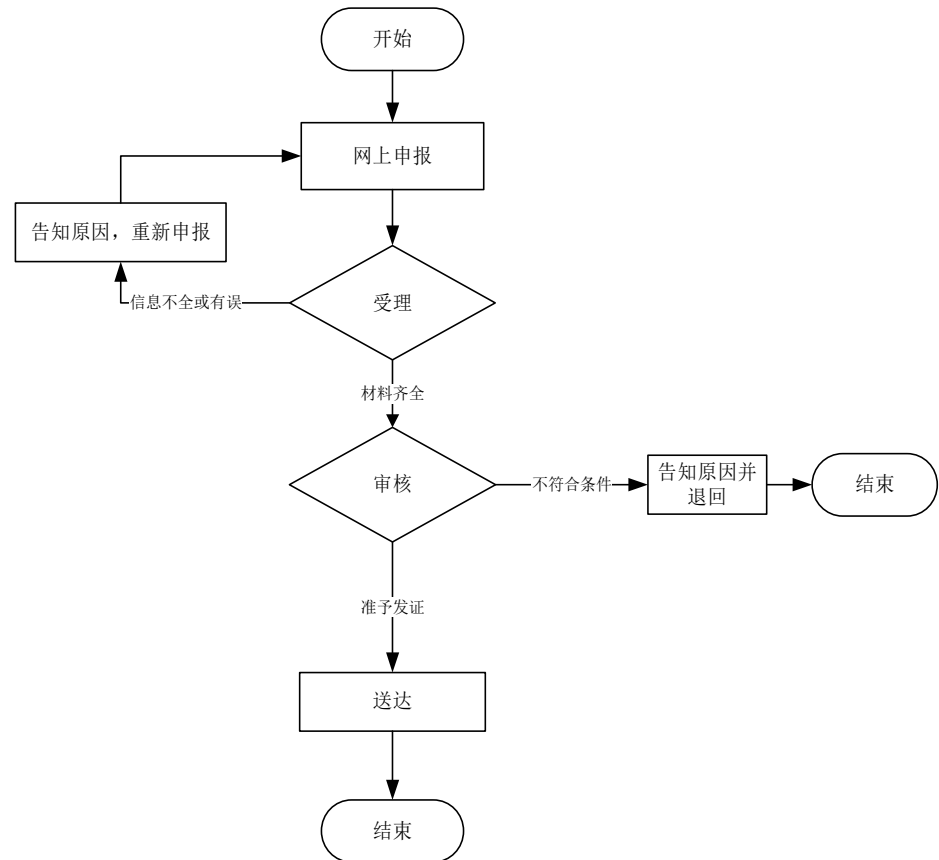 开始
网上申报
告知原因，重新申报
信息不全或有误
受理
材料齐全
审核
不符合条件
告知原因并
退回
结束
准予发证
送达
结束